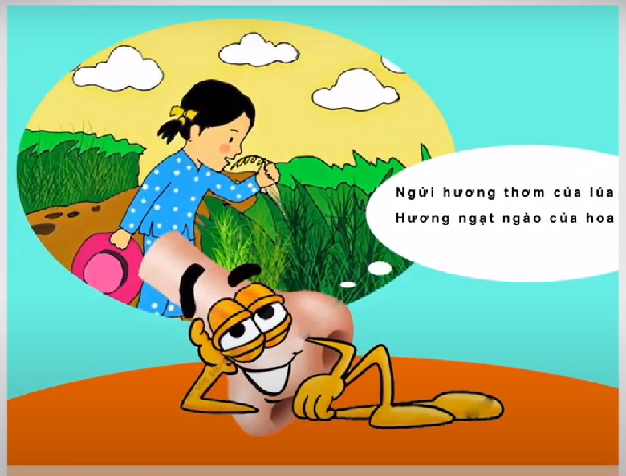 Ngửi hương thơm của lúa
Hương ngạt ngào của hoa